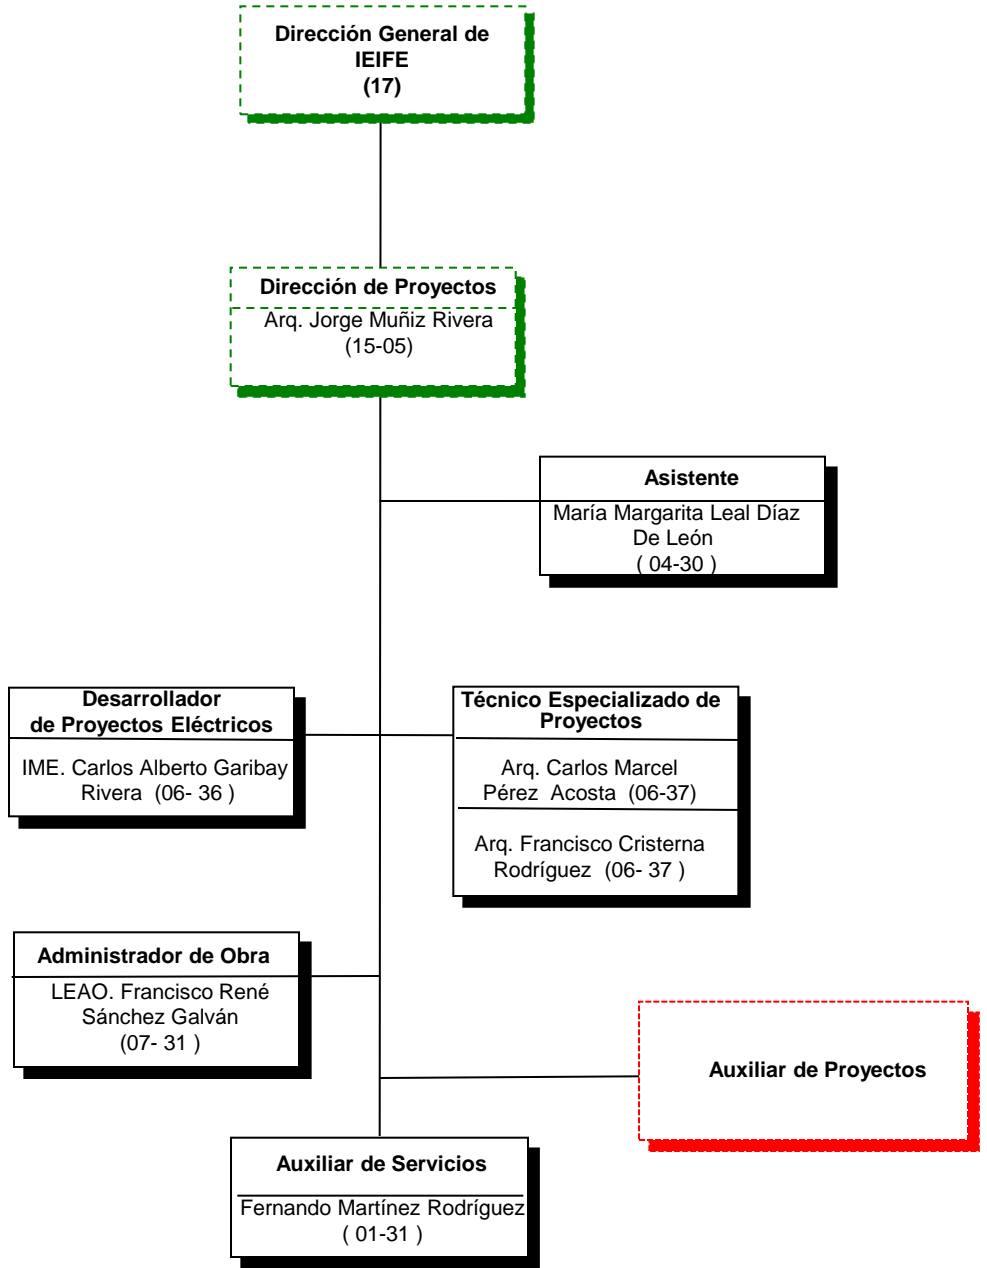 Dirección General de
IEIFE
(17)
Dirección de Proyectos
Arq. Jorge Muñiz Rivera
(15-05)
Asistente
María Margarita Leal Díaz
De León
( 04-30 )
Desarrollador
de Proyectos Eléctricos
IME. Carlos Alberto Garibay
Rivera (06- 36 )
Técnico Especializado de
Proyectos
Arq. Carlos Marcel
Pérez Acosta (06-37)
Arq. Francisco Cristerna
Rodríguez (06- 37 )
Administrador de Obra
LEAO. Francisco René
Sánchez Galván
(07- 31 )
Auxiliar de Proyectos
Auxiliar de Servicios
Fernando Martínez Rodríguez
( 01-31 )